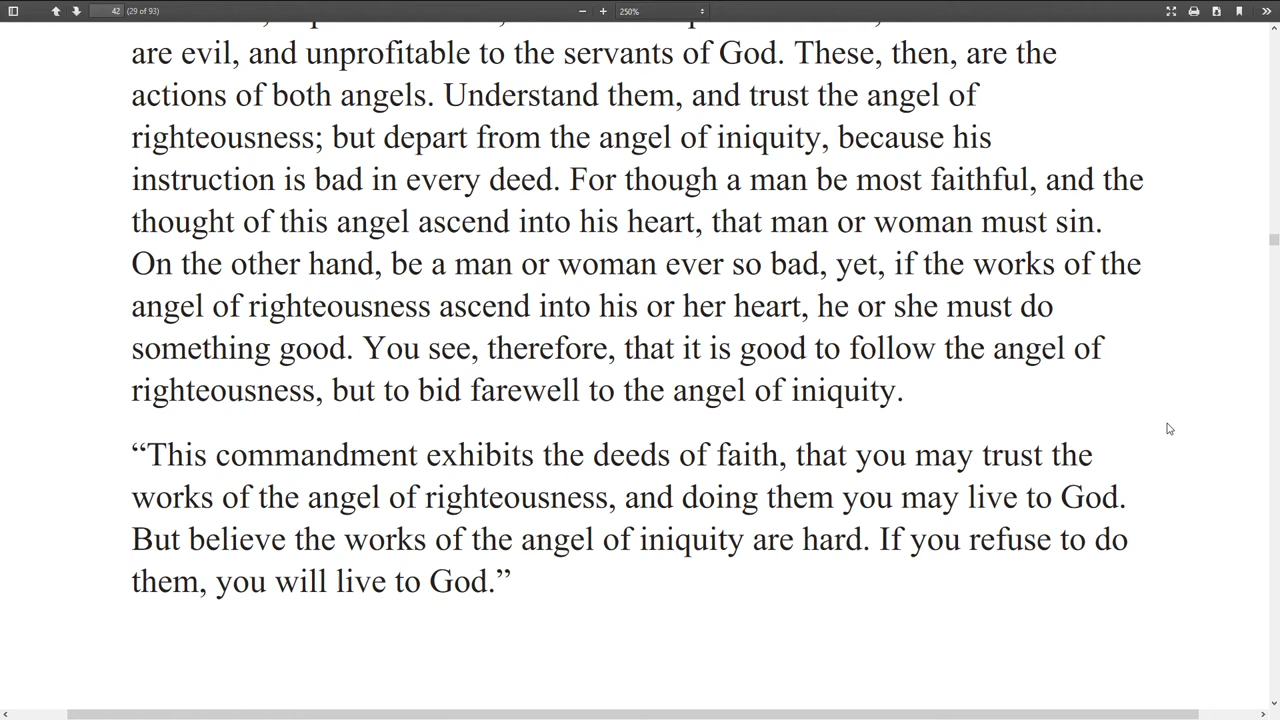 42 (29 of 93) 250%
are evil, and unprofitable to the servants of God. These, then, are the
actions of both angels. Understand them, and trust the angel of
righteousness; but depart from the angel of iniquity, because his
instruction is bad in every deed. For though a man be most faithful, and the
thought of this angel ascend into his heart, that man or woman must sin.
On the other hand, be a man or woman ever so bad, yet, if the works of the
angel of righteousness ascend into his or her heart, he or she must do
something good. You see, therefore, that it is good to follow the angel of
righteousness, but to bid farewell to the angel of iniquity.
“This commandment exhibits the deeds of faith, that you may trust the
works of the angel of righteousness, and doing them you may live to God.
But believe the works of the angel of iniquity are hard. If you refuse to do
them, you will live to God.”